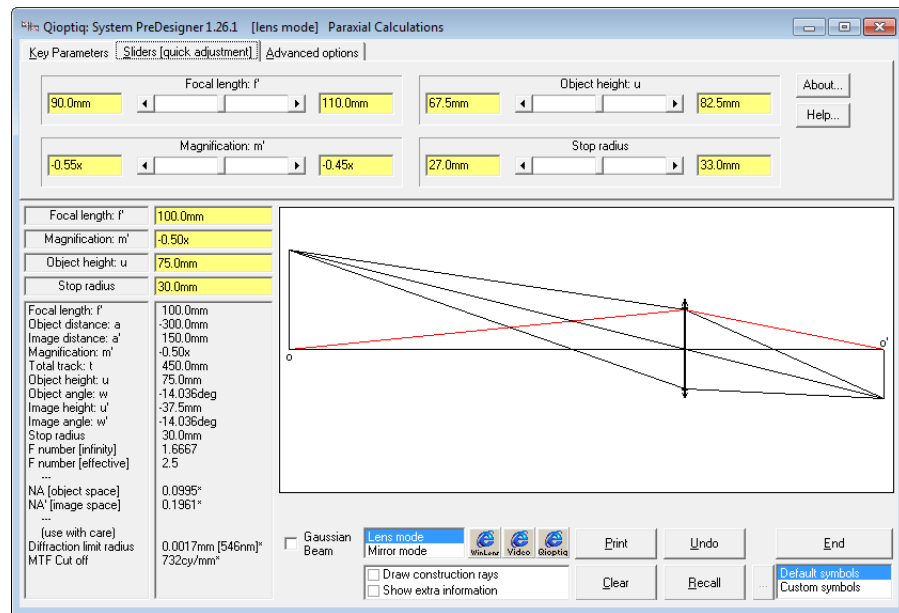 Qioptiq: System PreDesigner 1.26.1 [lens mode] Paraxial Calculations
Key Parameters Sliders [quick adjustment] Advanced options
Focal length: f'
90.0mm 110.0mm
Object height: u
67.5mm 82.5mm
About...
Help...
Magnification: m'
-0.55x -0.45x
Stop radius
27.0mm 33.0mm
Focal length: f' 100.0mm
Magnification: m' -0.50x
Object height: u 75.0mm
Stop radius 30.0mm
Focal length: f' 100.0mm
Object distance: a -300.0mm
Image distance: a' 150.0mm
Magnification: m' -0.50x
Total track: t 450.0mm
Object height: u 75.0mm
Object angle: w -14.036deg
Image height: u' -37.5mm
Image angle: w' -14.036deg
Stop radius 30.0mm
F number [infinity] 1.6667
F number [effective] 2.5
---
NA [object space] 0.0995*
NA' [image space] 0.1961*
---
(use with care)
Diffraction limit radius 0.0017mm [546nm]*
MTF Cut off 732cy/mm*
o
o'
Gaussian
Beam
Lens mode
Mirror mode
WinLens Video Qioptiq
Print Undo End
Draw construction rays
Show extra information
Clear Recall ...
Default symbols
Custom symbols